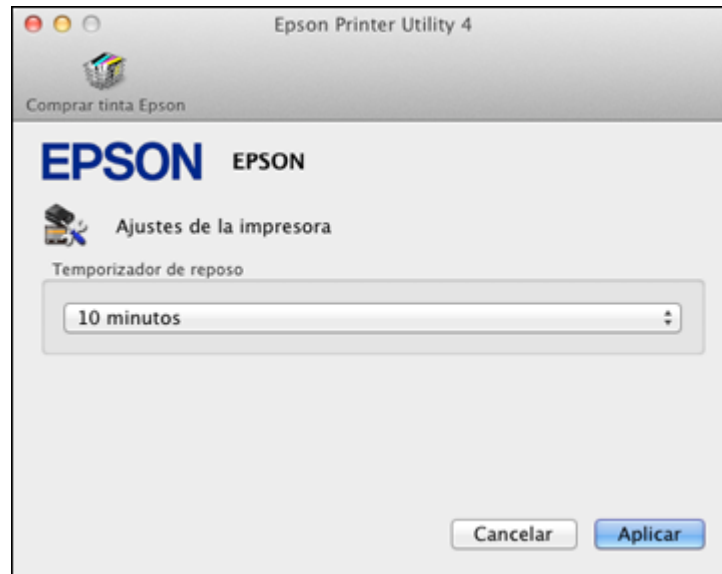 Epson Printer Utility 4
Comprar tinta Epson
EPSON EPSON
Ajustes de la impresora
Temporizador de reposo
10 minutos
Cancelar Aplicar